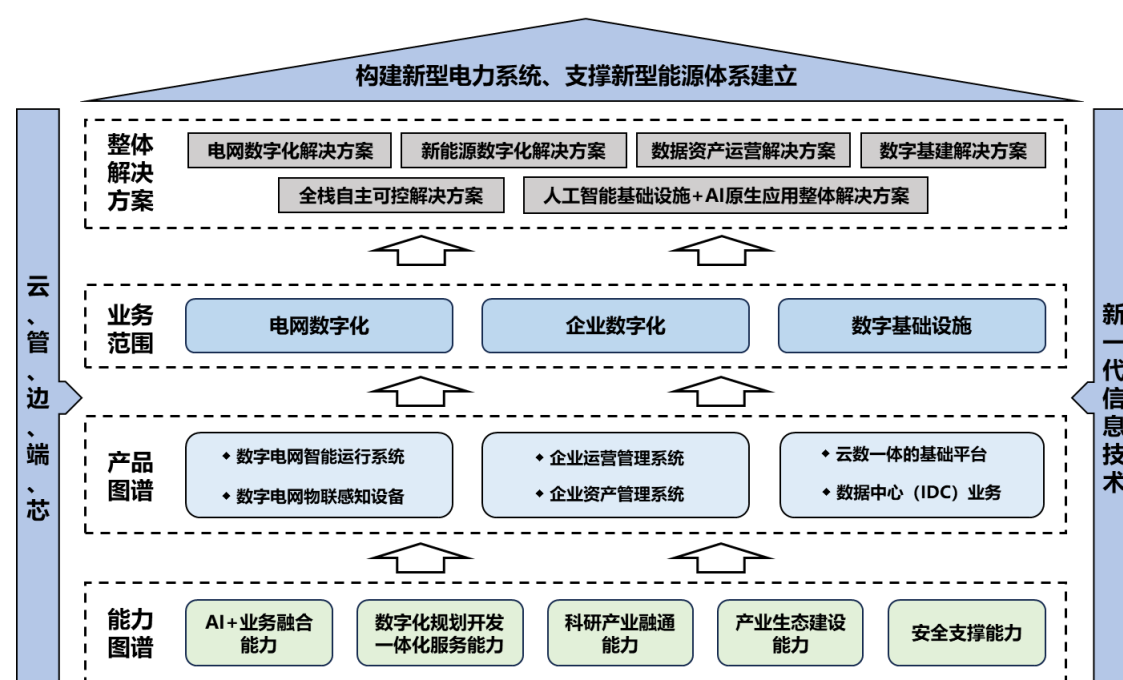 构建新型电力系统、支撑新型能源体系建立
整体
解决
方案
电网数字化解决方案
新能源数字化解决方案
数据资产运营解决方案
数字基建解决方案
全栈自主可控解决方案
人工智能基础设施+AI原生应用整体解决方案
云、管、边、端、芯
业务
范围
电网数字化
企业数字化
数字基础设施
新一代信息技术
产品
图谱
◆ 数字电网智能运行系统
◆ 数字电网物联感知设备
◆ 企业运营管理系统
◆ 企业资产管理系统
◆ 云数一体的基础平台
◆ 数据中心（IDC）业务
能力
图谱
AI+业务融合
能力
数字化规划开发
一体化服务能力
科研产业融通
能力
产业生态建设
能力
安全支撑能力